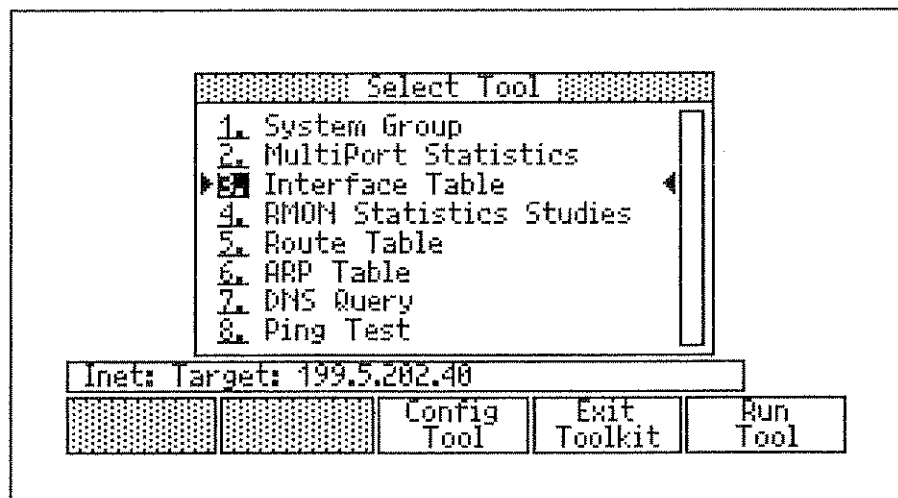 Select Tool
1. System Group
2. MultiPort Statistics
3. Interface Table
4. RMON Statistics Studies
5. Route Table
6. ARP Table
7. DNS Query
8. Ping Test
Inet: Target: 199.5.202.40
Config Tool
Exit Toolkit
Run Tool